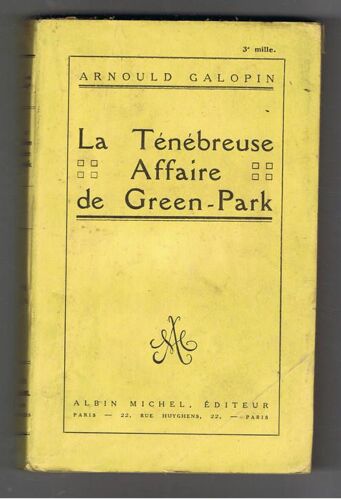 3e mille.
ARNOULD GALOPIN
La Ténébreuse
Affaire
de Green-Park
AM
ALBIN MICHEL, ÉDITEUR
PARIS — 22, RUE HUYGHENS, 22, — PARIS